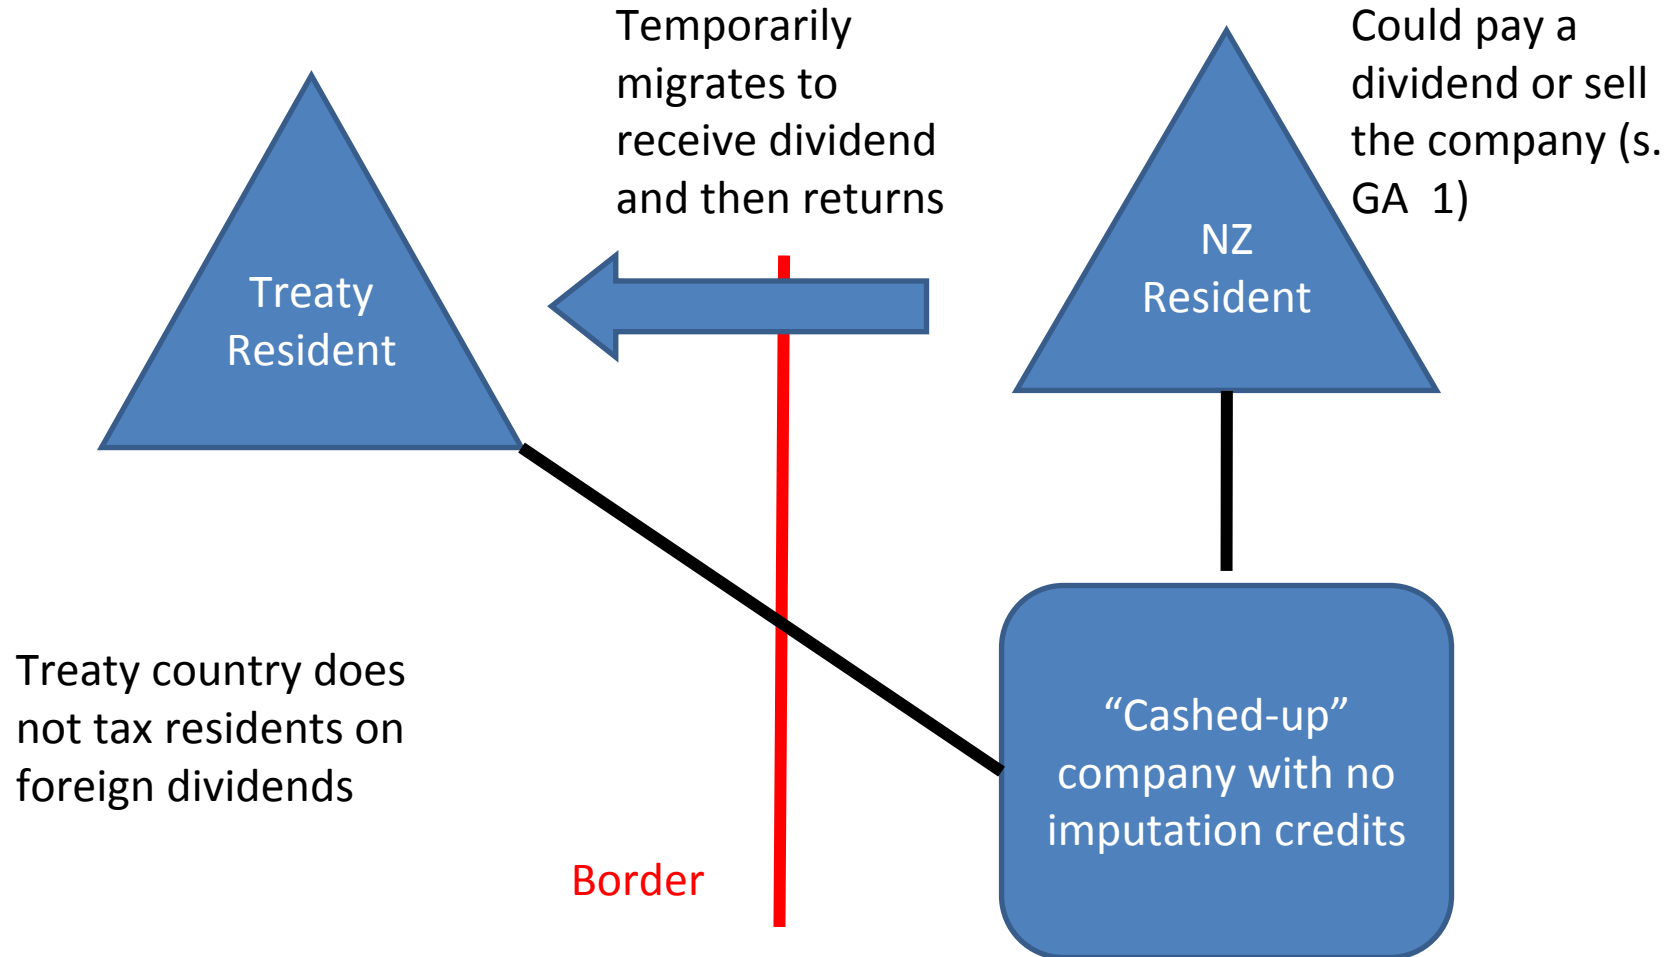 Temporarily
migrates to
receive dividend
and then returns
Could pay a
dividend or sell
the company (s.
GA  1)
Treaty
Resident
NZ
Resident
Treaty country does
not tax residents on
foreign dividends
“Cashed-up”
company with no
imputation credits
Border